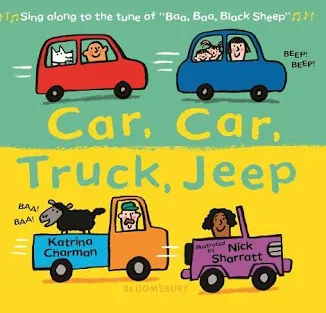 Sing along to the tune of "Baa, Baa, Black Sheep"
BEEP!
BEEP!
Car, Car,
Truck, Jeep
BAA!
BAA!
Katrina
Charman
Illustrated by
Nick
Sharratt
BLOOMSBURY